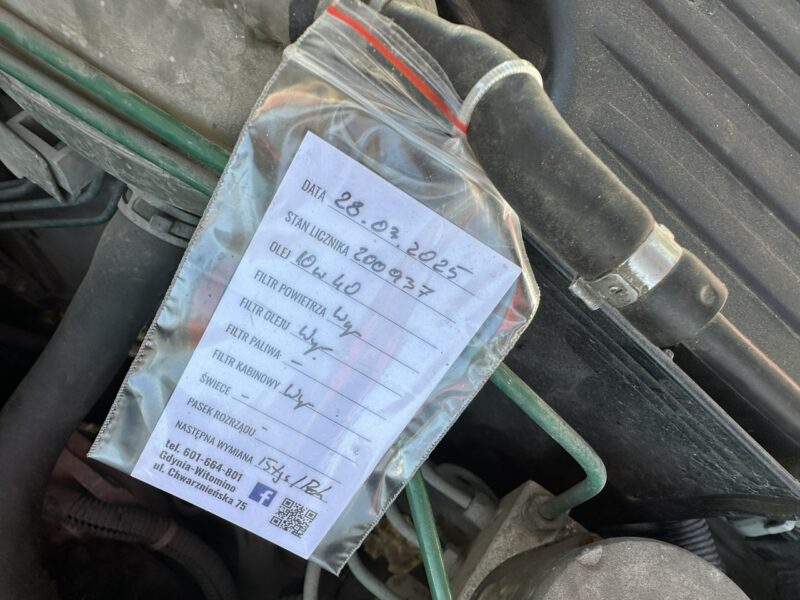 DATA 28.03.2025
STAN LICZNIKA 200937
OLEJ 10w40
FILTR POWIETRZA Wy
FILTR OLEJU Wy.
FILTR PALIWA -
FILTR KABINOWY Wy
ŚWIECE -
PASEK ROZRZĄDU -
NASTĘPNA WYMIANA 15tys/
tel. 601-664-801
Gdynia-Witomino
ul. Chwarznieńska 75
f